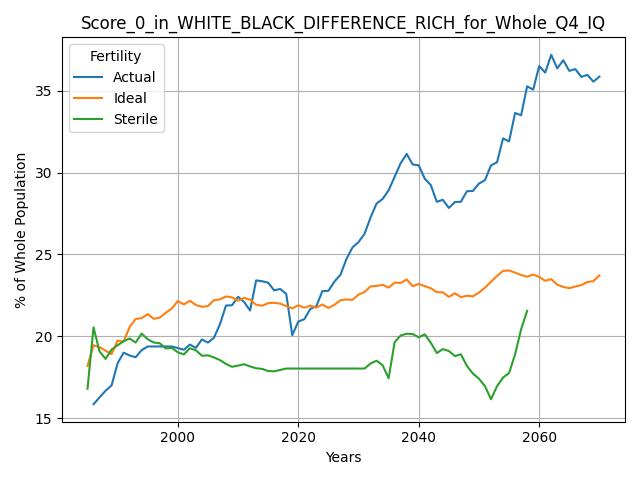 Score_0_in_WHITE_BLACK_DIFFERENCE_RICH_for_Whole_Q4_IQ
Fertility
Actual
Ideal
Sterile
% of Whole Population
35
30
25
20
15
2000
2020
2040
2060
Years